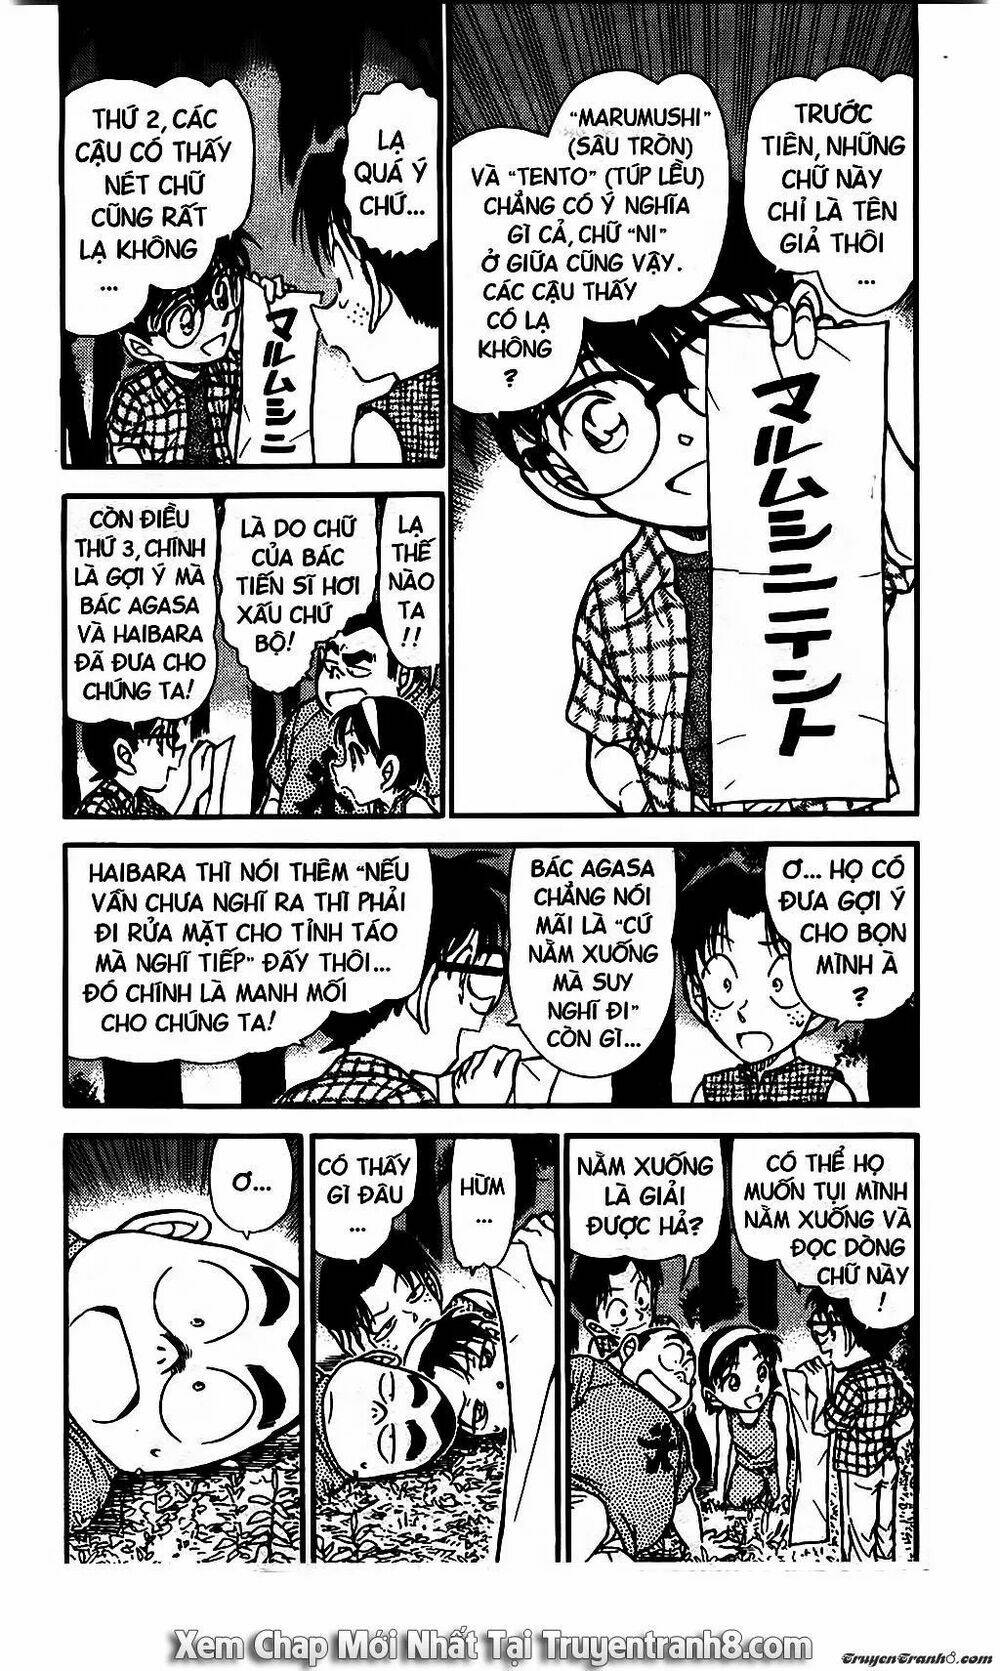 TRƯỚC
TIÊN, NHỮNG
CHỮ NÀY
CHỈ LÀ TÊN
GIẢ THÔI
...
"MARUMUSHI"
(SÂU TRÒN)
VÀ "TENTO" (TÚP LỀU)
CHẲNG CÓ Ý NGHĨA
GÌ CẢ, CHỮ "NI"
Ở GIỮA CŨNG VẬY.
CÁC CẬU THẤY
CÓ LẠ
KHÔNG
?
マルムシニテント
LẠ
QUÁ Ý
CHỨ...
THỨ 2, CÁC
CẬU CÓ THẤY
NÉT CHỮ
CŨNG RẤT
LẠ KHÔNG
...
マルムシニ
LẠ
THẾ
NÀO
TA
!!
LÀ DO CHỮ
CỦA BÁC
TIẾN SĨ HƠI
XẤU CHỨ
BỘ!
CÒN ĐIỀU
THỨ 3, CHÍNH
LÀ GỢI Ý MÀ
BÁC AGASA
VÀ HAIBARA
ĐÃ ĐƯA CHO
CHÚNG TA!
Ơ... HỌ CÓ
ĐƯA GỢI Ý
CHO BỌN
MÌNH À
?
BÁC AGASA
CHẲNG NÓI
MÃI LÀ "CỨ
NẰM XUỐNG
MÀ SUY
NGHĨ ĐI"
CÒN GÌ...
HAIBARA THÌ NÓI THÊM "NẾU
VẪN CHƯA NGHĨ RA THÌ PHẢI
ĐI RỬA MẶT CHO TỈNH TÁO
MÀ NGHĨ TIẾP" ĐẤY THÔI...
ĐÓ CHÍNH LÀ MANH MỐI
CHO CHÚNG TA!
CÓ THỂ HỌ
MUỐN TỤI MÌNH
NẰM XUỐNG VÀ
ĐỌC DÒNG
CHỮ NÀY
!
NẰM XUỐNG
LÀ GIẢI
ĐƯỢC HẢ?
HỪM
...
CÓ THẤY
GÌ ĐÂU
...
Ơ...
Xem Chap Mới Nhất Tại Truyentranh8.com
TruyenTranh8.com